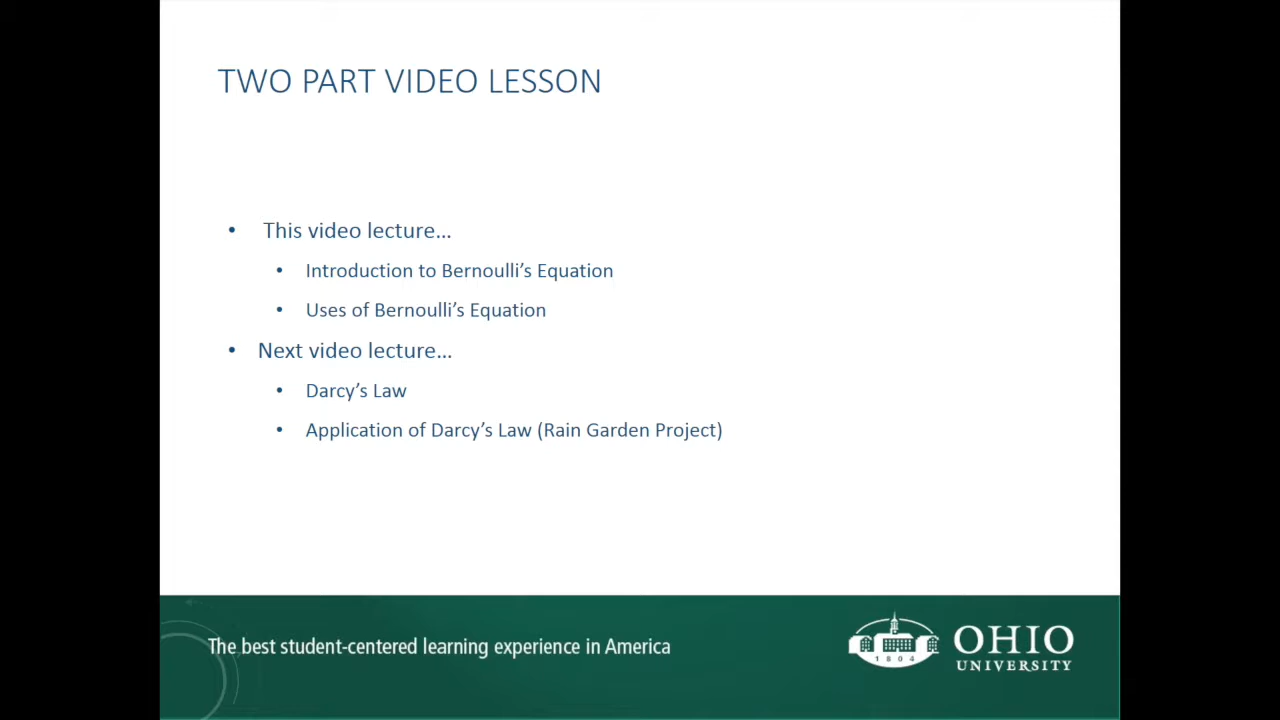 TWO PART VIDEO LESSON
• This video lecture...
• Introduction to Bernoulli's Equation
• Uses of Bernoulli's Equation
• Next video lecture...
• Darcy's Law
• Application of Darcy's Law (Rain Garden Project)
The best student-centered learning experience in America
1804
OHIO
UNIVERSITY